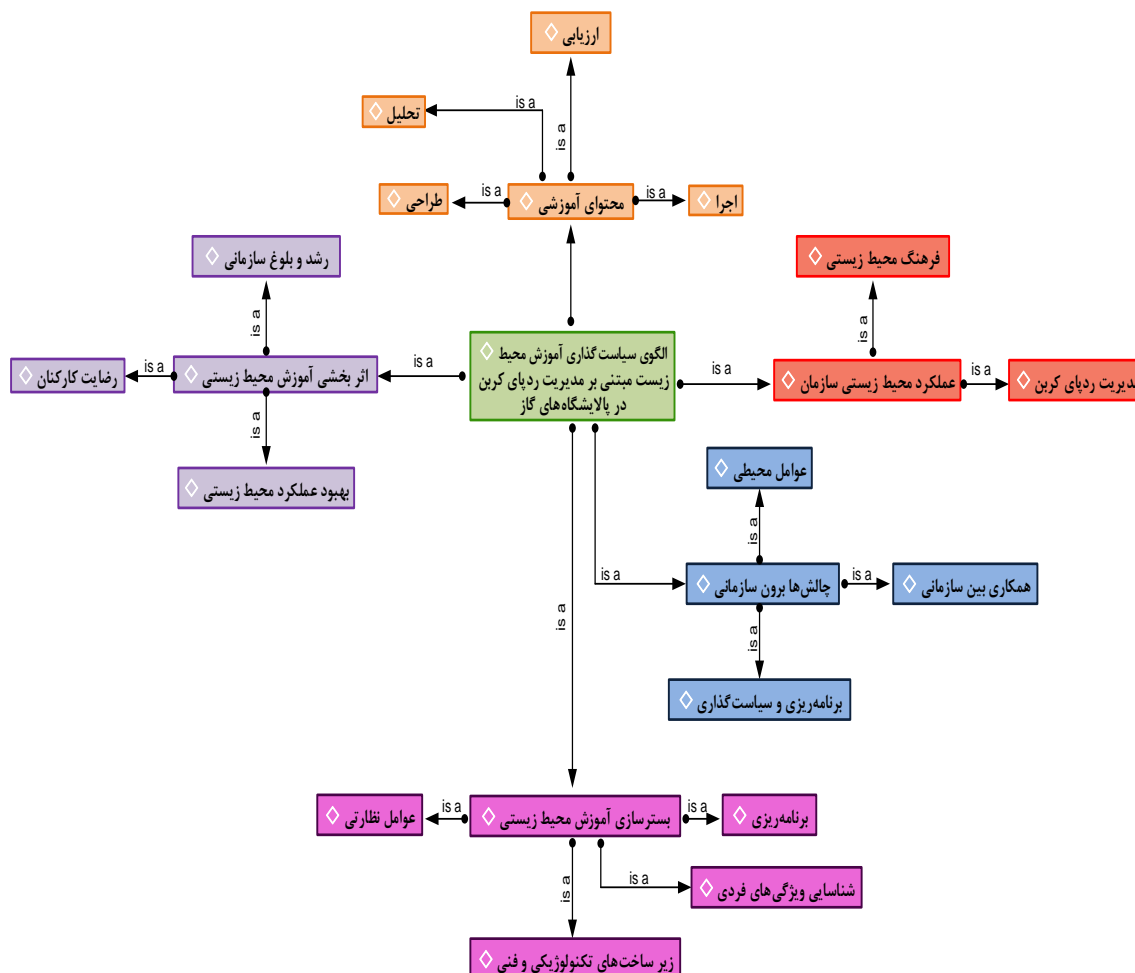 ارزیابی
is a
تحلیل
is a
is a
طراحی
is a
محتوای آموزشی
is a
اجرا
رشد و بلوغ سازمانی
فرهنگ محیط زیستی
is a
is a
رضایت کارکنان
is a
اثر بخشی آموزش محیط زیستی
is a
الگوی سیاست‌گذاری آموزش محیط
زیست مبتنی بر مدیریت ردپای کربن
در پالایشگاه‌های گاز
is a
عملکرد محیط زیستی سازمان
is a
ردپای کربن
is a
بهبود عملکرد محیط زیستی
عوامل محیطی
is a
is a
چالش‌ها برون سازمانی
is a
همکاری بین سازمانی
is a
is a
برنامه‌ریزی و سیاست‌گذاری
عوامل نظارتی
is a
بسترسازی آموزش محیط زیستی
is a
برنامه‌ریزی
is a
is a
شناسایی ویژگی‌های فردی
زیر ساخت‌های تکنولوژیکی و فنی